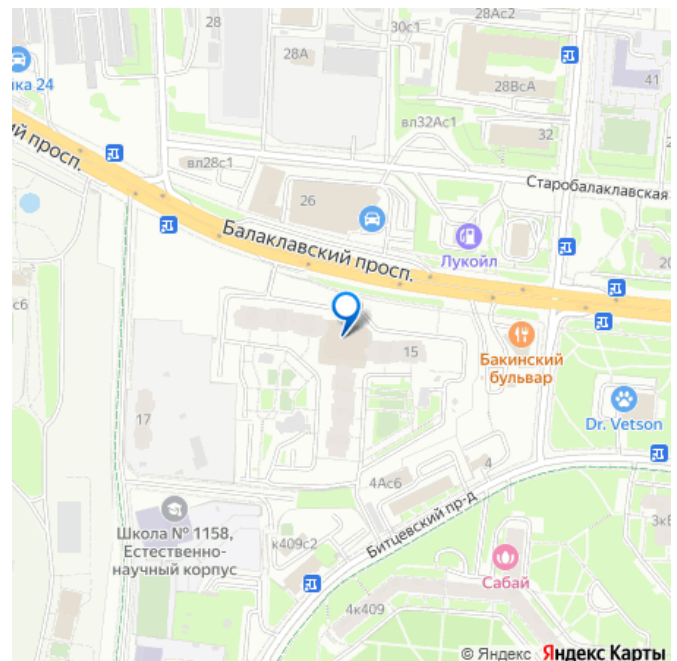 28Ас2
30с1
28
28А
41
28ВсА
ка 24
вл32Ас1
32
й просп.
вл28с1
Старобалаклавская
26
Балаклавский просп.
Лукойл
20
с6
15
Бакинский
бульвар
17
Dr. Vetson
4
4Ас6
Битцевский пр-д
Школа № 1158,
Естественно-
научный корпус
к409с2
3кБ
Сабай
4к409
© Яндекс Яндекс Карты